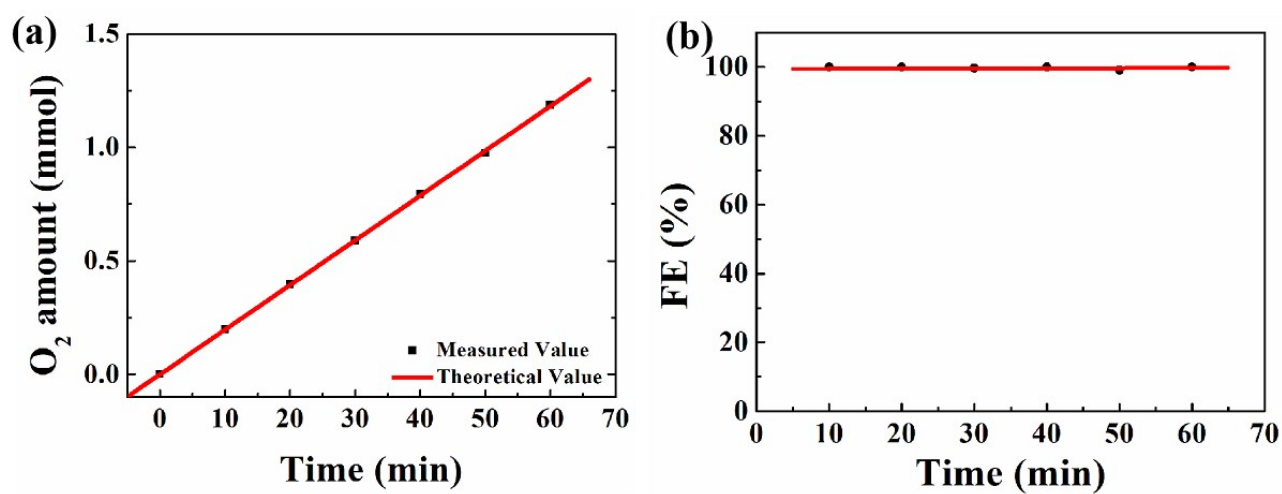 (a)
1.5
1.0
0.5
0.0
O₂ amount (mmol)
Measured Value
Theoretical Value
0 10 20 30 40 50 60 70
Time (min)
(b)
100
80
60
40
20
0
FE (%)
0 10 20 30 40 50 60 70
Time (min)